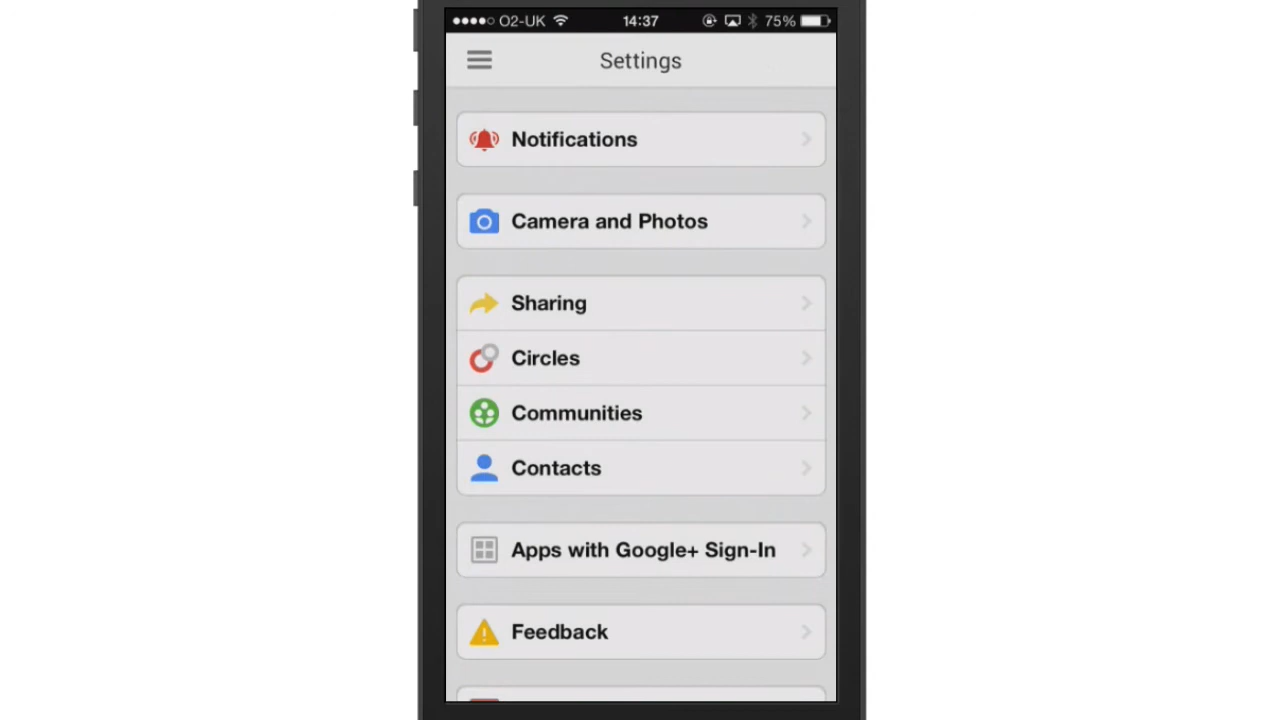 O2-UK 14:37 75%
Settings
Notifications
Camera and Photos
Sharing
Circles
Communities
Contacts
Apps with Google+ Sign-In
Feedback